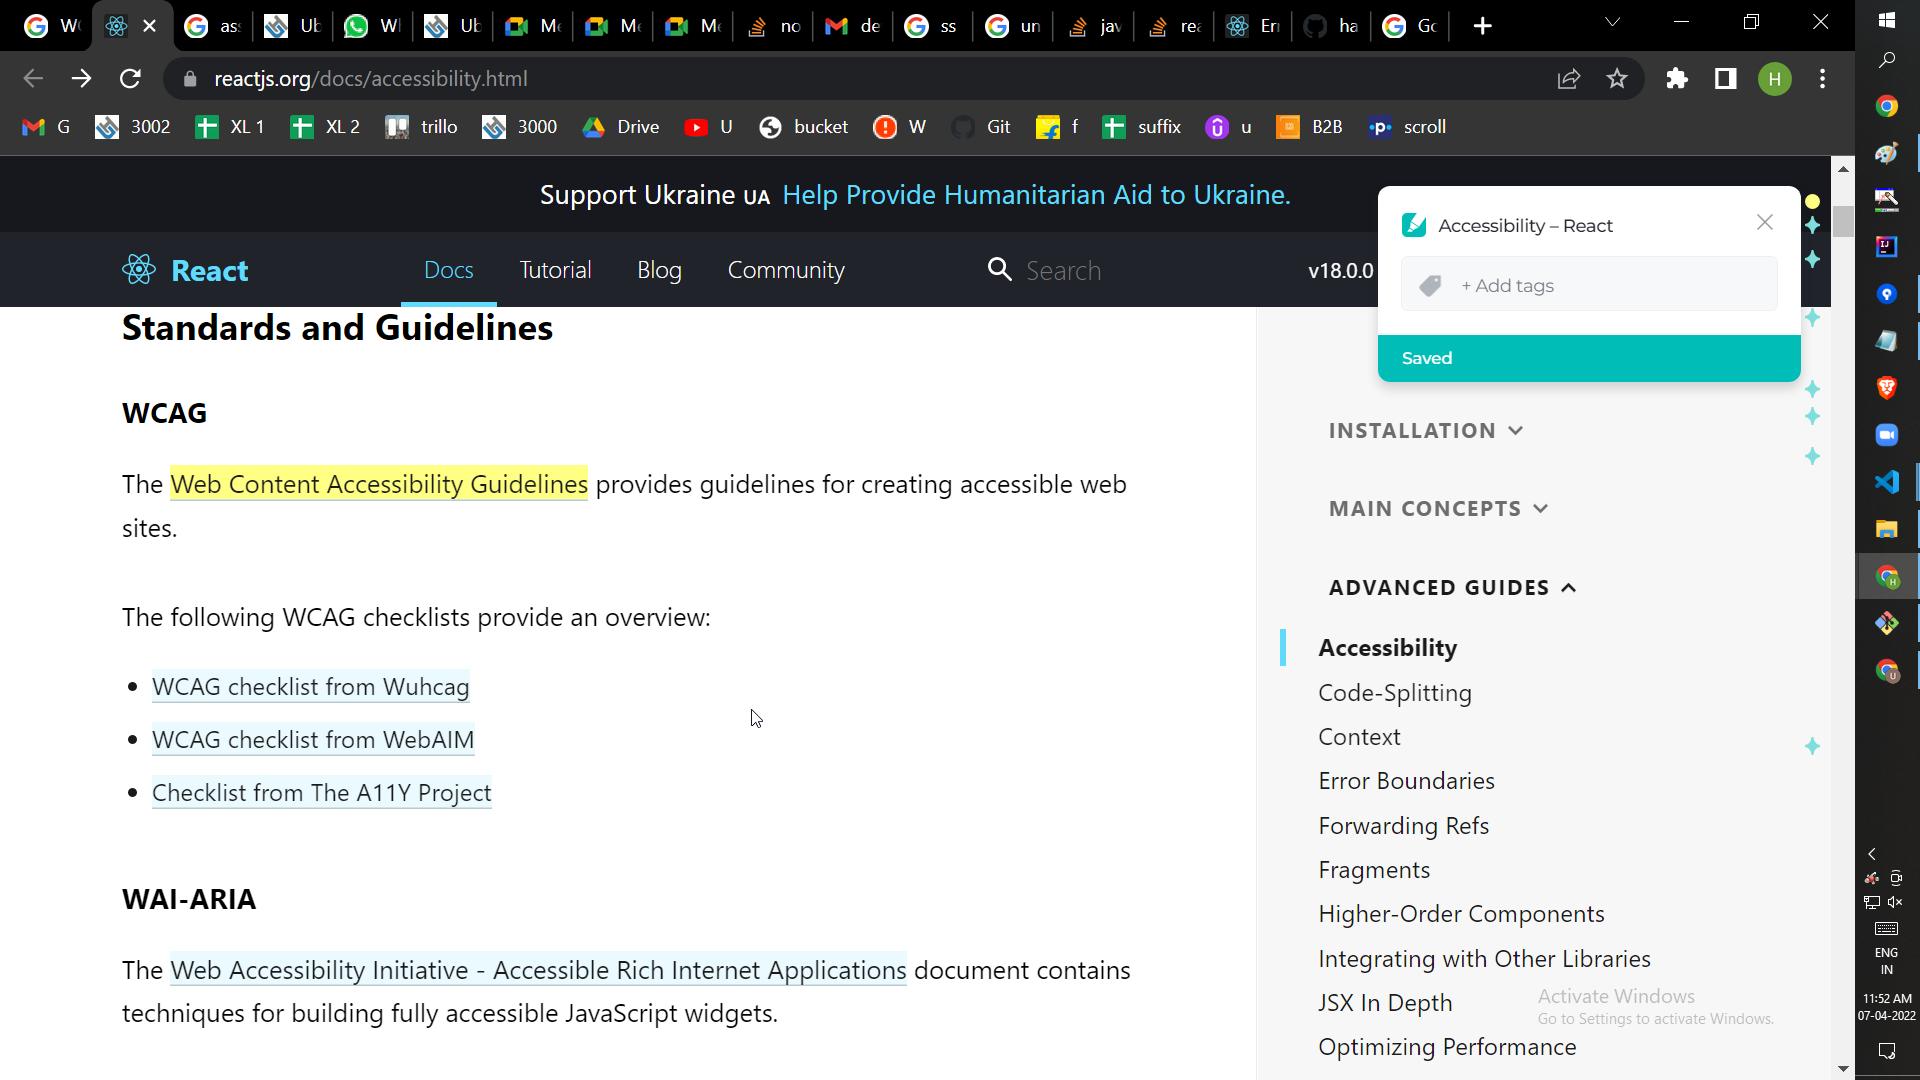 WC
as
Ub
Wh
Ub
Me
Me
Me
no
de
ss
un
jav
rea
Err
ha
Go
reactjs.org/docs/accessibility.html
H
G
3002
XL 1
XL 2
trillo
3000
Drive
U
bucket
W
Git
f
suffix
u
B2B
scroll
Support Ukraine UA Help Provide Humanitarian Aid to Ukraine.
React
Docs
Tutorial
Blog
Community
Search
v18.0.0
Accessibility – React
+ Add tags
Saved
Standards and Guidelines
WCAG
The Web Content Accessibility Guidelines provides guidelines for creating accessible web
sites.
The following WCAG checklists provide an overview:
WCAG checklist from Wuhcag
WCAG checklist from WebAIM
Checklist from The A11Y Project
WAI-ARIA
The Web Accessibility Initiative - Accessible Rich Internet Applications document contains
techniques for building fully accessible JavaScript widgets.
INSTALLATION
MAIN CONCEPTS
ADVANCED GUIDES
Accessibility
Code-Splitting
Context
Error Boundaries
Forwarding Refs
Fragments
Higher-Order Components
Integrating with Other Libraries
JSX In Depth
Optimizing Performance
Activate Windows
Go to Settings to activate Windows.
ENG
IN
11:52 AM
07-04-2022